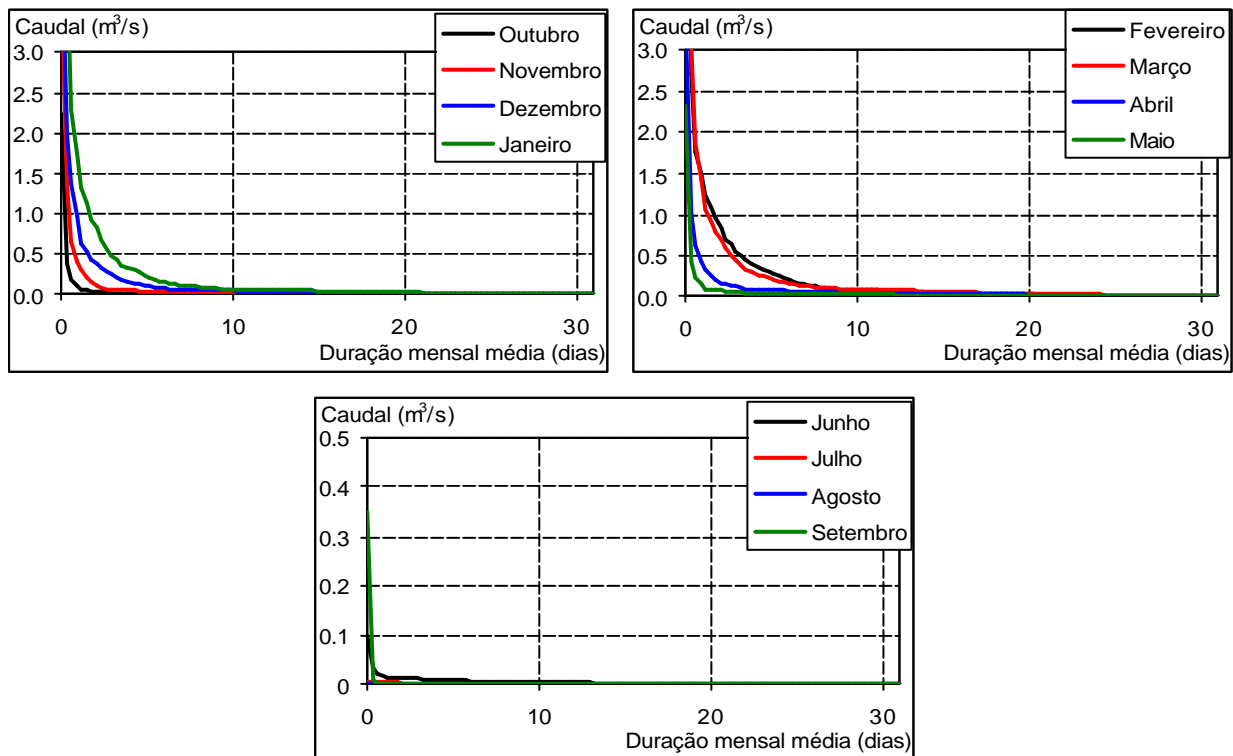 Caudal (m³/s)
3.0
2.5
2.0
1.5
1.0
0.5
0.0
0 10 20 30
Duração mensal média (dias)
Outubro
Novembro
Dezembro
Janeiro
Caudal (m³/s)
3.0
2.5
2.0
1.5
1.0
0.5
0.0
0 10 20 30
Duração mensal média (dias)
Fevereiro
Março
Abril
Maio
Caudal (m³/s)
0.5
0.4
0.3
0.2
0.1
0
0 10 20 30
Duração mensal média (dias)
Junho
Julho
Agosto
Setembro